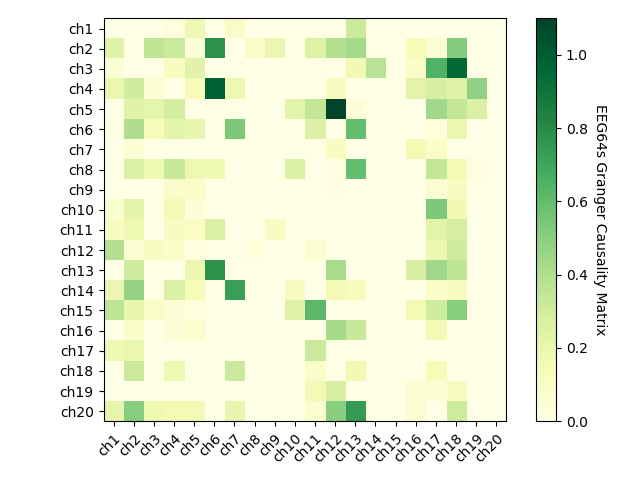 ch1
ch2
ch3
ch4
ch5
ch6
ch7
ch8
ch9
ch10
ch11
ch12
ch13
ch14
ch15
ch16
ch17
ch18
ch19
ch20
ch1 ch2 ch3 ch4 ch5 ch6 ch7 ch8 ch9 ch10 ch11 ch12 ch13 ch14 ch15 ch16 ch17 ch18 ch19 ch20
1.0
0.8
0.6
0.4
0.2
0.0
EEG64s Granger Causality Matrix